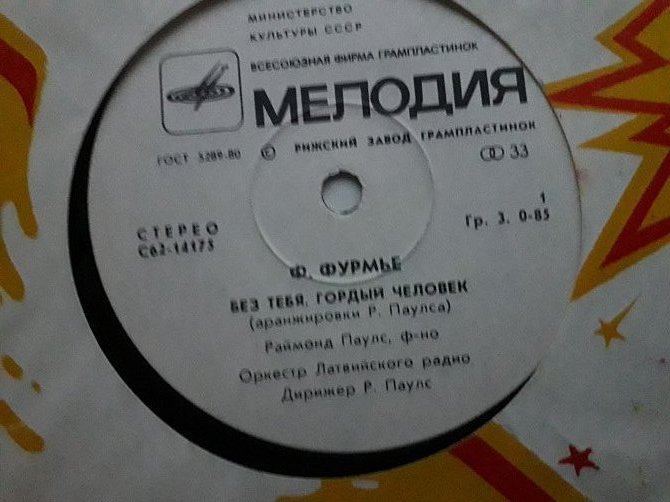 МИНИСТЕРСТВО
КУЛЬТУРЫ СССР
ВСЕСОЮЗНАЯ ФИРМА ГРАМПЛАСТИНОК
МЕЛОДИЯ
ГОСТ 5289-80 © РИЖСКИЙ ЗАВОД ГРАМПЛАСТИНОК
33
СТЕРЕО
С62-14175
1
Гр. 3. 0-85
Ф. ФУРМЬЕ
БЕЗ ТЕБЯ, ГОРДЫЙ ЧЕЛОВЕК
(аранжировки Р. Паулса)
Раймонд Паулс, ф-но
Оркестр Латвийского радио
Дирижер Р. Паулс